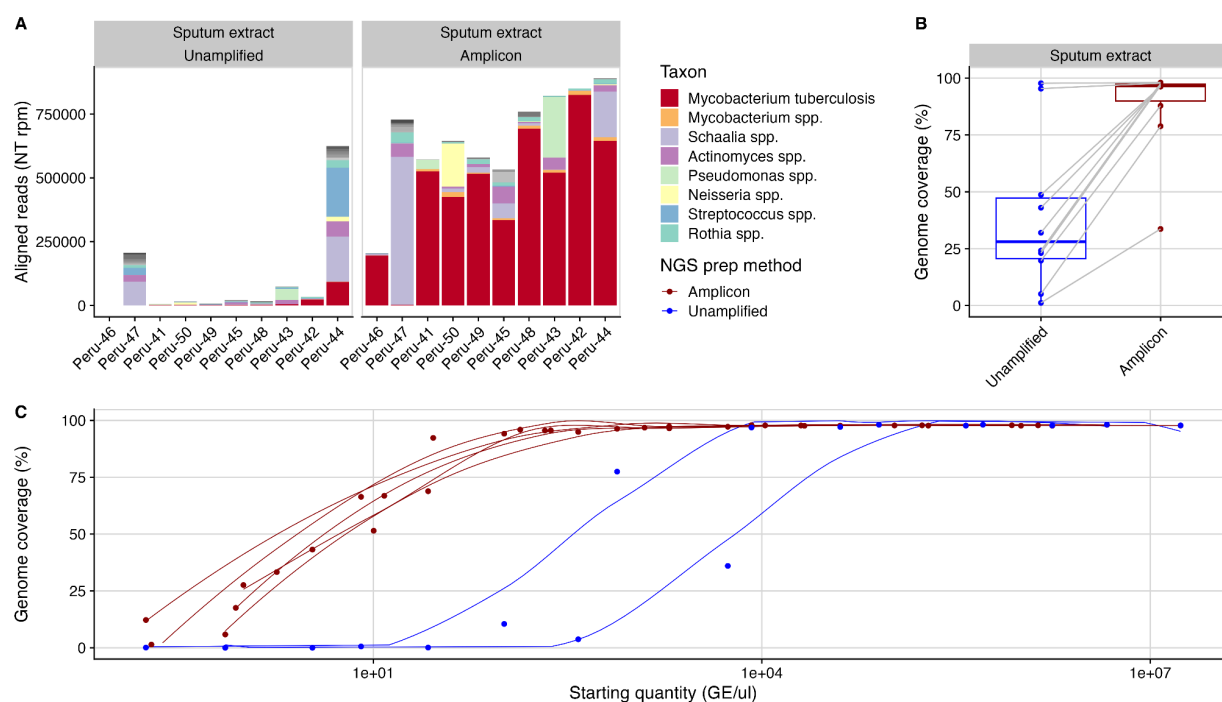 A
Sputum extract
Unamplified
Sputum extract
Amplicon
Aligned reads (NT rpm)
750000
500000
250000
0
Peru-46
Peru-47
Peru-41
Peru-50
Peru-49
Peru-45
Peru-48
Peru-43
Peru-42
Peru-44
Peru-46
Peru-47
Peru-41
Peru-50
Peru-49
Peru-45
Peru-48
Peru-43
Peru-42
Peru-44
Taxon
Mycobacterium tuberculosis
Mycobacterium spp.
Schaalia spp.
Actinomyces spp.
Pseudomonas spp.
Neisseria spp.
Streptococcus spp.
Rothia spp.
NGS prep method
Amplicon
Unamplified
B
Sputum extract
Genome coverage (%)
100
75
50
25
0
Unamplified
Amplicon
C
Genome coverage (%)
100
75
50
25
0
1e+01
1e+04
1e+07
Starting quantity (GE/ul)